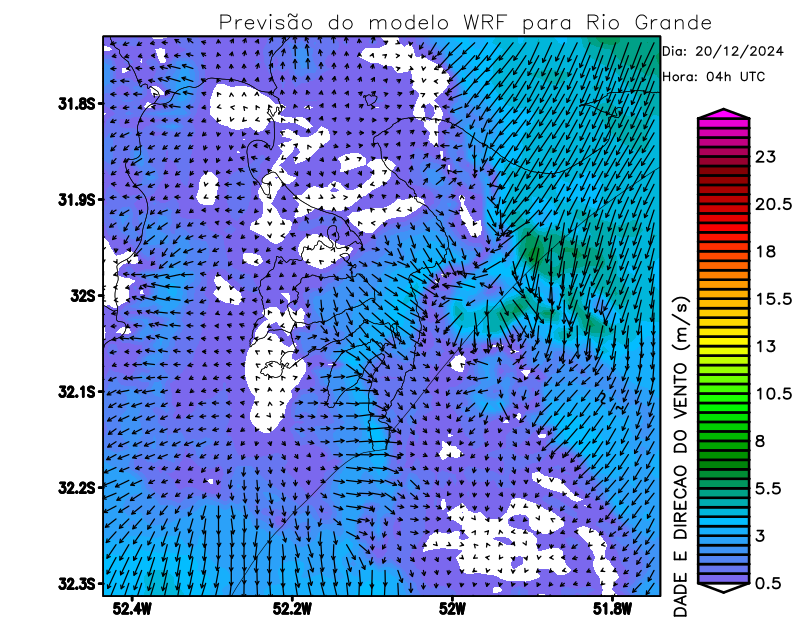 Previsão do modelo WRF para Rio Grande
Dia: 20/12/2024
Hora: 04h UTC
31.8S
31.9S
32S
32.1S
32.2S
32.3S
52.4W
52.2W
52W
51.8W
23
20.5
18
15.5
13
10.5
8
5.5
3
0.5
DADE E DIRECAO DO VENTO (m/s)